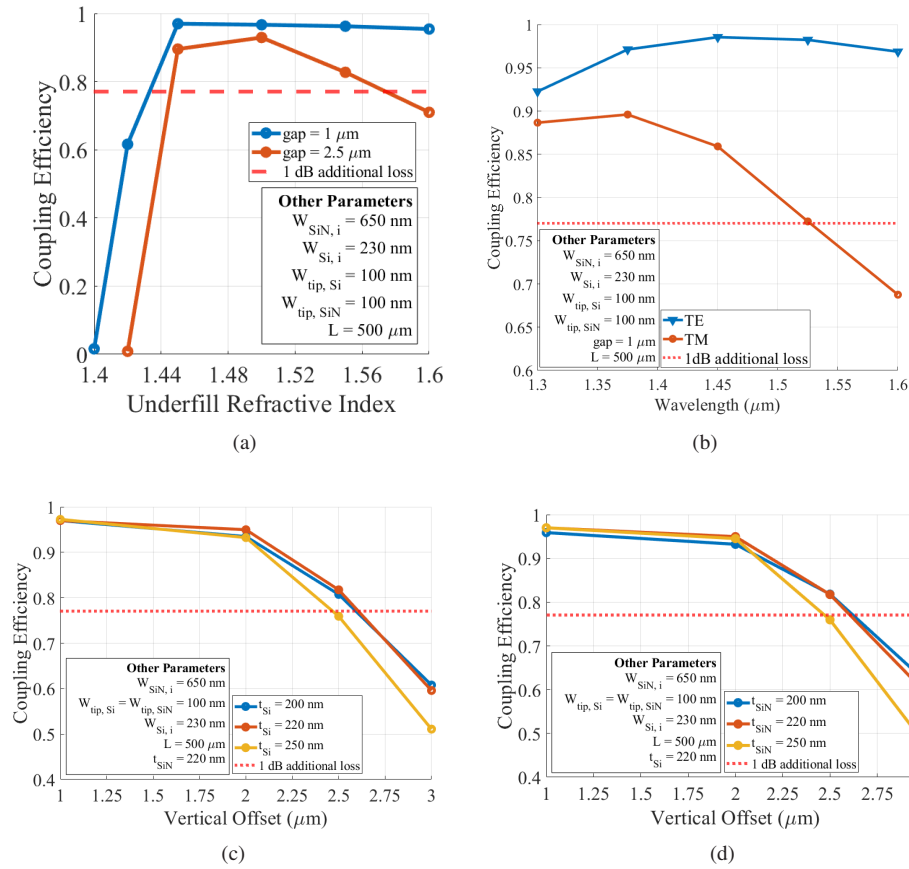 1
0.8
0.6
0.4
0.2
0
Coupling Efficiency
gap = 1 μm
gap = 2.5 μm
1 dB additional loss
Other Parameters
W_SiN, i = 650 nm
W_Si, i = 230 nm
W_tip, Si = 100 nm
W_tip, SiN = 100 nm
L = 500 μm
1.4 1.44 1.48 1.52 1.56 1.6
Underfill Refractive Index
(a)
1
0.95
0.9
0.85
0.8
0.75
0.7
0.65
0.6
Coupling Efficiency
Other Parameters
W_SiN, i = 650 nm
W_Si, i = 230 nm
W_tip, Si = 100 nm
W_tip, SiN = 100 nm
gap = 1 μm
L = 500 μm
TE
TM
1dB additional loss
1.3 1.35 1.4 1.45 1.5 1.55 1.6
Wavelength (μm)
(b)
1
0.9
0.8
0.7
0.6
0.5
0.4
Coupling Efficiency
Other Parameters
W_SiN, i = 650 nm
W_tip, Si = W_tip, SiN = 100 nm
W_Si, i = 230 nm
L = 500 μm
t_SiN = 220 nm
t_Si = 200 nm
t_Si = 220 nm
t_Si = 250 nm
1 dB additional loss
1 1.25 1.5 1.75 2 2.25 2.5 2.75 3
Vertical Offset (μm)
(c)
1
0.9
0.8
0.7
0.6
0.5
0.4
Coupling Efficiency
Other Parameters
W_SiN, i = 650 nm
W_tip, Si = W_tip, SiN = 100 nm
W_Si, i = 230 nm
L = 500 μm
t_Si = 220 nm
t_SiN = 200 nm
t_SiN = 220 nm
t_SiN = 250 nm
1 dB additional loss
1 1.25 1.5 1.75 2 2.25 2.5 2.75
Vertical Offset (μm)
(d)